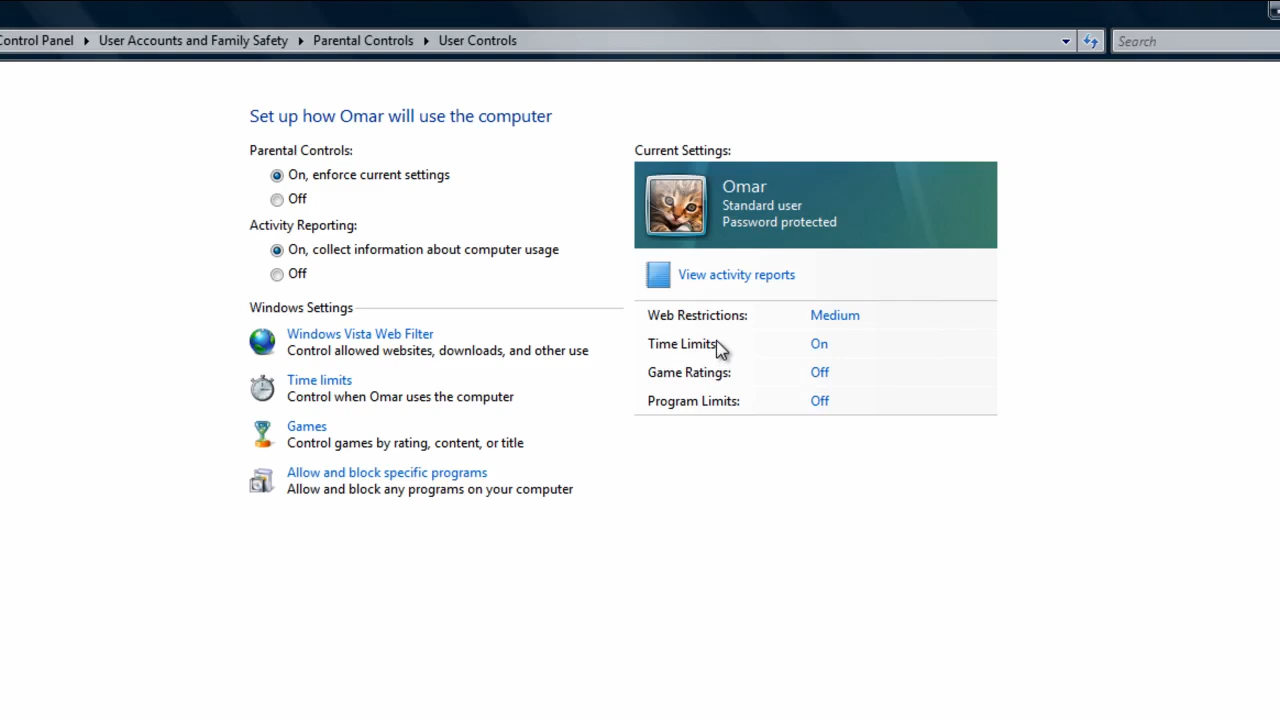 Control Panel ▸ User Accounts and Family Safety ▸ Parental Controls ▸ User Controls
Search
Set up how Omar will use the computer
Parental Controls:
On, enforce current settings
Off
Activity Reporting:
On, collect information about computer usage
Off
Windows Settings
Windows Vista Web Filter
Control allowed websites, downloads, and other use
Time limits
Control when Omar uses the computer
Games
Control games by rating, content, or title
Allow and block specific programs
Allow and block any programs on your computer
Current Settings:
Omar
Standard user
Password protected
View activity reports
Web Restrictions: Medium
Time Limits: On
Game Ratings: Off
Program Limits: Off